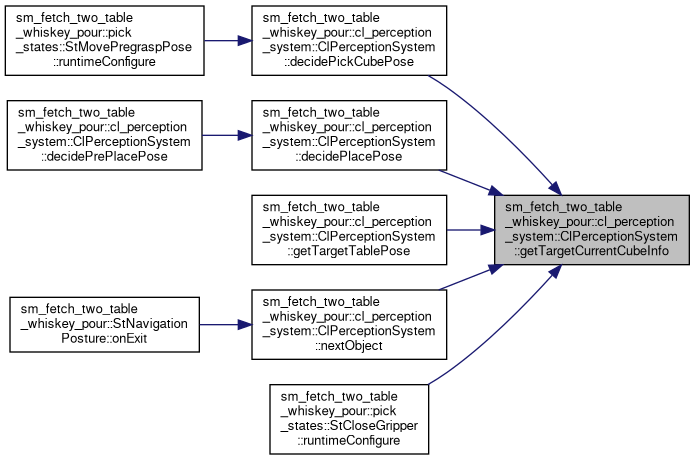 sm_fetch_two_table
_whiskey_pour::pick
_states::StMovePregraspPose
::runtimeConfigure
sm_fetch_two_table
_whiskey_pour::cl_perception
_system::ClPerceptionSystem
::decidePickCubePose
sm_fetch_two_table
_whiskey_pour::cl_perception
_system::ClPerceptionSystem
::decidePrePlacePose
sm_fetch_two_table
_whiskey_pour::cl_perception
_system::ClPerceptionSystem
::decidePlacePose
sm_fetch_two_table
_whiskey_pour::cl_perception
_system::ClPerceptionSystem
::getTargetTablePose
sm_fetch_two_table
_whiskey_pour::cl_perception
_system::ClPerceptionSystem
::getTargetCurrentCubeInfo
sm_fetch_two_table
_whiskey_pour::StNavigation
Posture::onExit
sm_fetch_two_table
_whiskey_pour::cl_perception
_system::ClPerceptionSystem
::nextObject
sm_fetch_two_table
_whiskey_pour::pick
_states::StCloseGripper
::runtimeConfigure